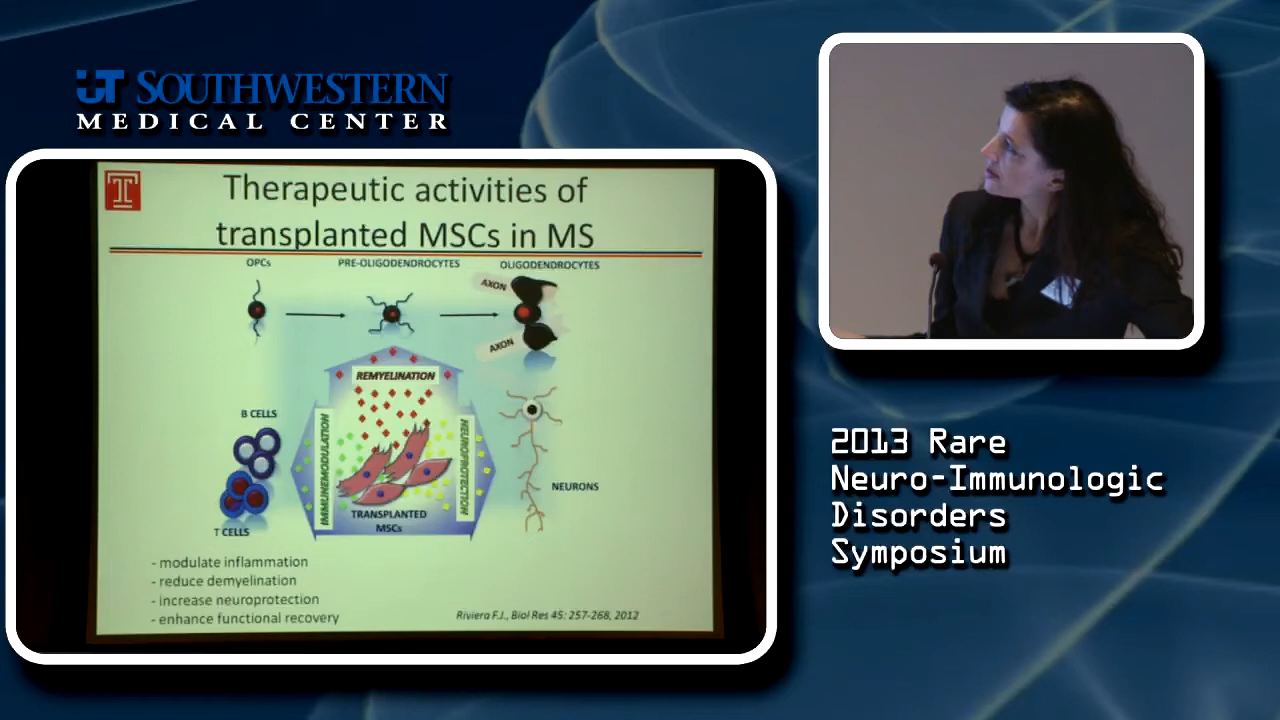 UT SOUTHWESTERN
MEDICAL CENTER
T
Therapeutic activities of
transplanted MSCs in MS
OPCs
PRE-OLIGODENDROCYTES
OLIGODENDROCYTES
AXON
AXON
REMYELINATION
IMMUNEMODULATION
NEUROPROTECTION
B CELLS
T CELLS
NEURONS
TRANSPLANTED
MSCs
- modulate inflammation
- reduce demyelination
- increase neuroprotection
- enhance functional recovery
Riviera F.J., Biol Res 45: 257-268, 2012
2013 Rare
Neuro-Immunologic
Disorders
Symposium